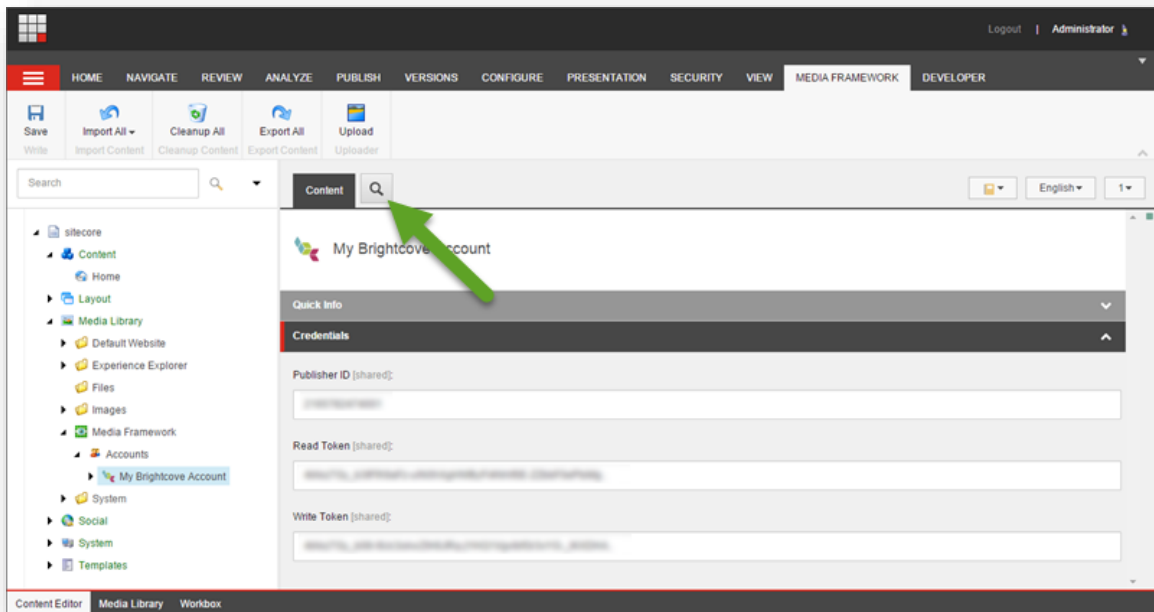 Logout | Administrator
HOME NAVIGATE REVIEW ANALYZE PUBLISH VERSIONS CONFIGURE PRESENTATION SECURITY VIEW MEDIA FRAMEWORK DEVELOPER
Save Import All Cleanup All Export All Upload
Write Import Content Cleanup Content Export Content Uploader
Search
Content
English 1
sitecore
Content
Home
Layout
Media Library
Default Website
Experience Explorer
Files
Images
Media Framework
Accounts
My Brightcove Account
System
Social
System
Templates
My Brightcove Account
Quick Info
Credentials
Publisher ID [shared]:
Read Token [shared]:
Write Token [shared]:
Content Editor Media Library Workbox